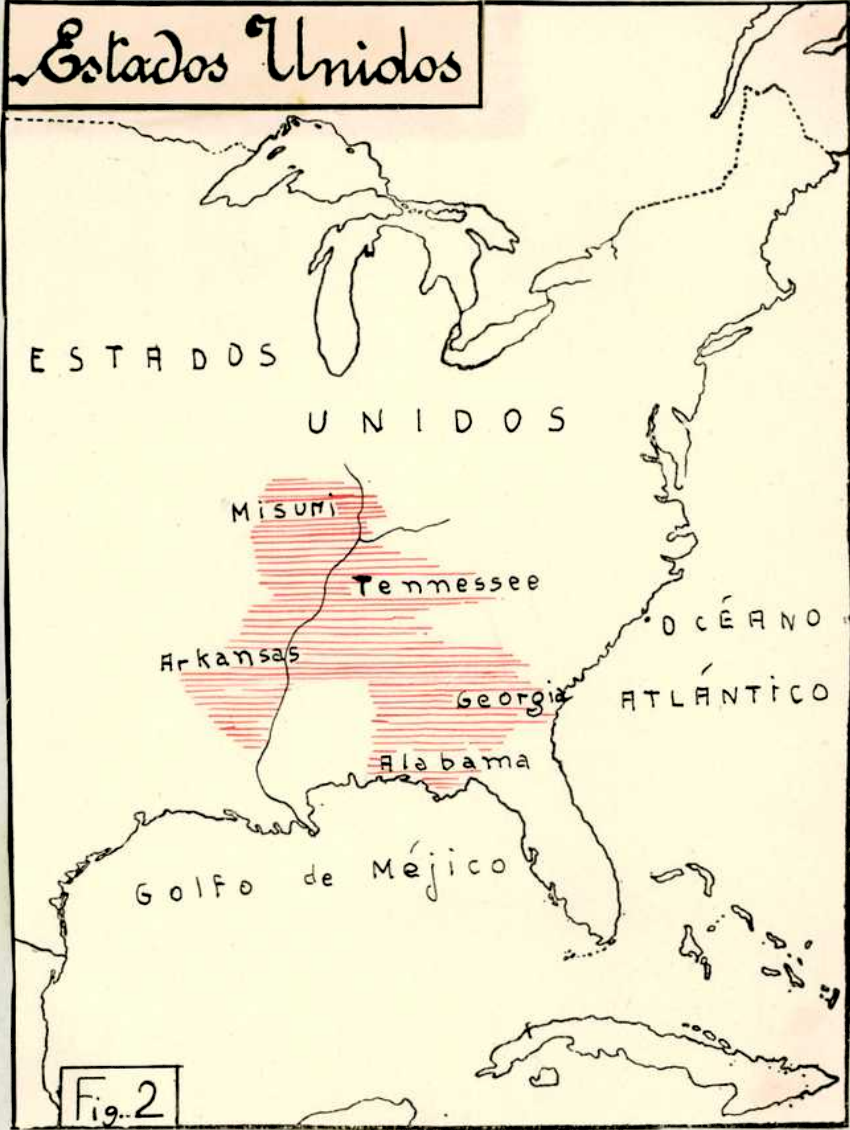 Estados Unidos
ESTADOS
UNIDOS
Misuri
Tennessee
Arkansas
Georgia
Alabama
OCÉANO
ATLÁNTiCO
Golfo de Méjico
Fig. 2